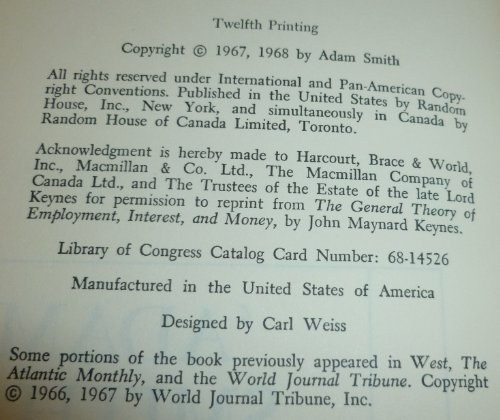 Twelfth Printing
Copyright © 1967, 1968 by Adam Smith
All rights reserved under International and Pan-American Copy-
right Conventions. Published in the United States by Random
House, Inc., New York, and simultaneously in Canada by
Random House of Canada Limited, Toronto.
Acknowledgment is hereby made to Harcourt, Brace & World,
Inc., Macmillan & Co. Ltd., The Macmillan Company of
Canada Ltd., and The Trustees of the Estate of the late Lord
Keynes for permission to reprint from The General Theory of
Employment, Interest, and Money, by John Maynard Keynes.
Library of Congress Catalog Card Number: 68-14526
Manufactured in the United States of America
Designed by Carl Weiss
Some portions of the book previously appeared in West, The
Atlantic Monthly, and the World Journal Tribune. Copyright
© 1966, 1967 by World Journal Tribune, Inc.